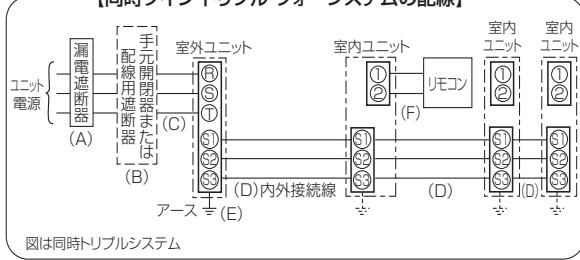 【同時ツイン・トリプル・フォーシステムの配線】
ユニット
電源
漏電遮断器
(A)
手元開閉器または
配線用遮断器
(B)
(C)
室外ユニット
R
S
T
S1
S2
S3
アース
(E)
(D)内外接続線
室内ユニット
①
②
S1
S2
S3
(F)
リモコン
(D)
室内
ユニット
①
②
S1
S2
S3
(D)
室内
ユニット
①
②
S1
S2
S3
図は同時トリプルシステム